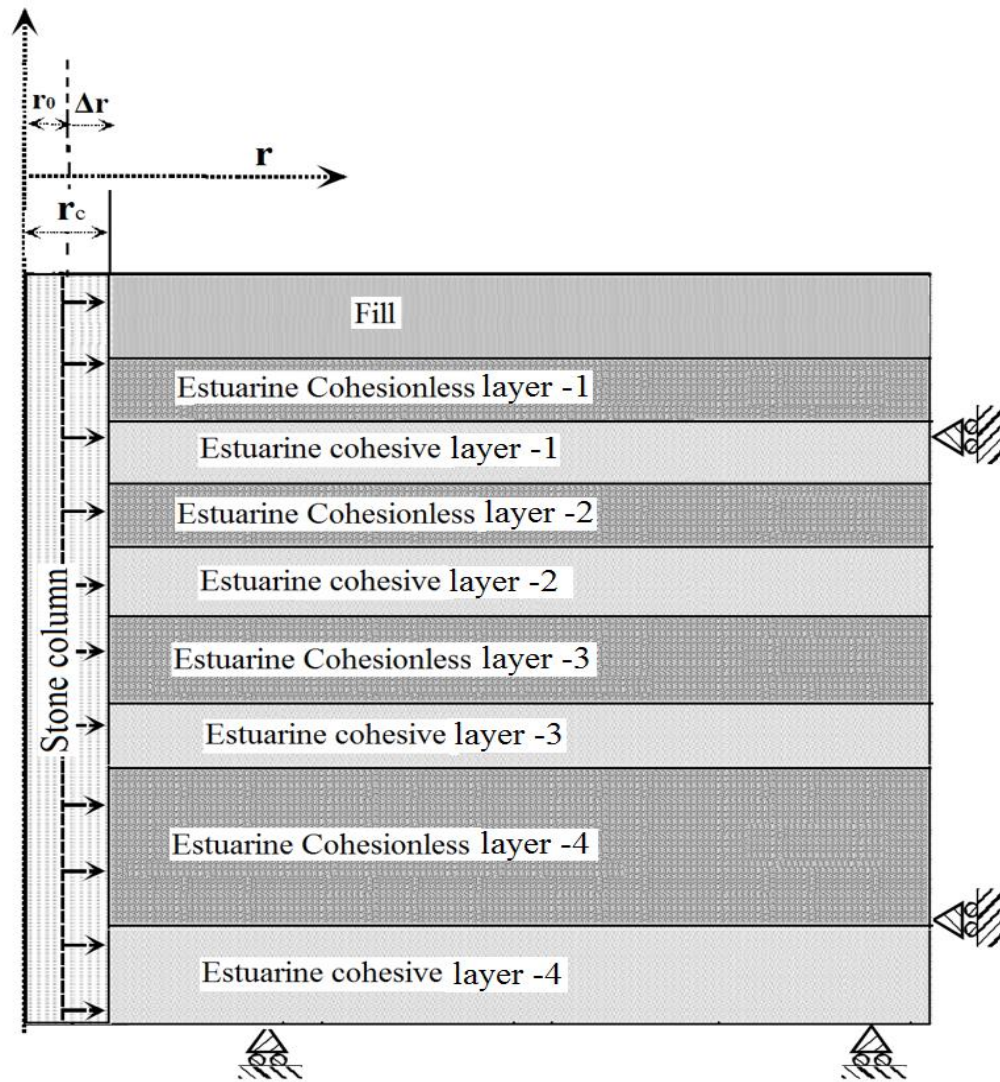 r₀ Δr
r
r꜀
Fill
Estuarine Cohesionless layer -1
Estuarine cohesive layer -1
Estuarine Cohesionless layer -2
Estuarine cohesive layer -2
Estuarine Cohesionless layer -3
Estuarine cohesive layer -3
Estuarine Cohesionless layer -4
Estuarine cohesive layer -4
Stone column